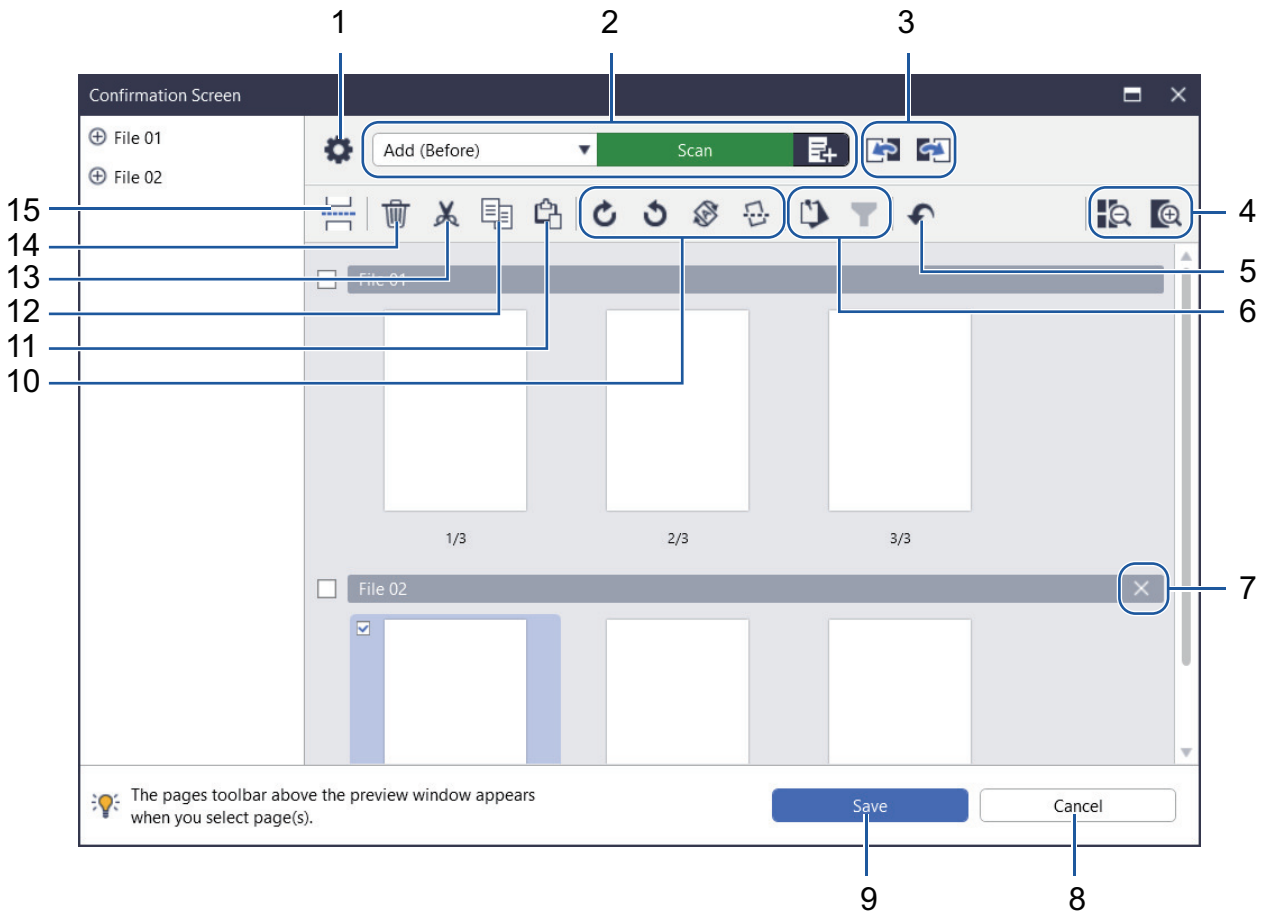 1
2
3
Confirmation Screen
File 01
File 02
Add (Before)
Scan
15
14
13
12
11
10
4
5
6
File 01
1/3
2/3
3/3
File 02
7
The pages toolbar above the preview window appears
when you select page(s).
Save
Cancel
9
8